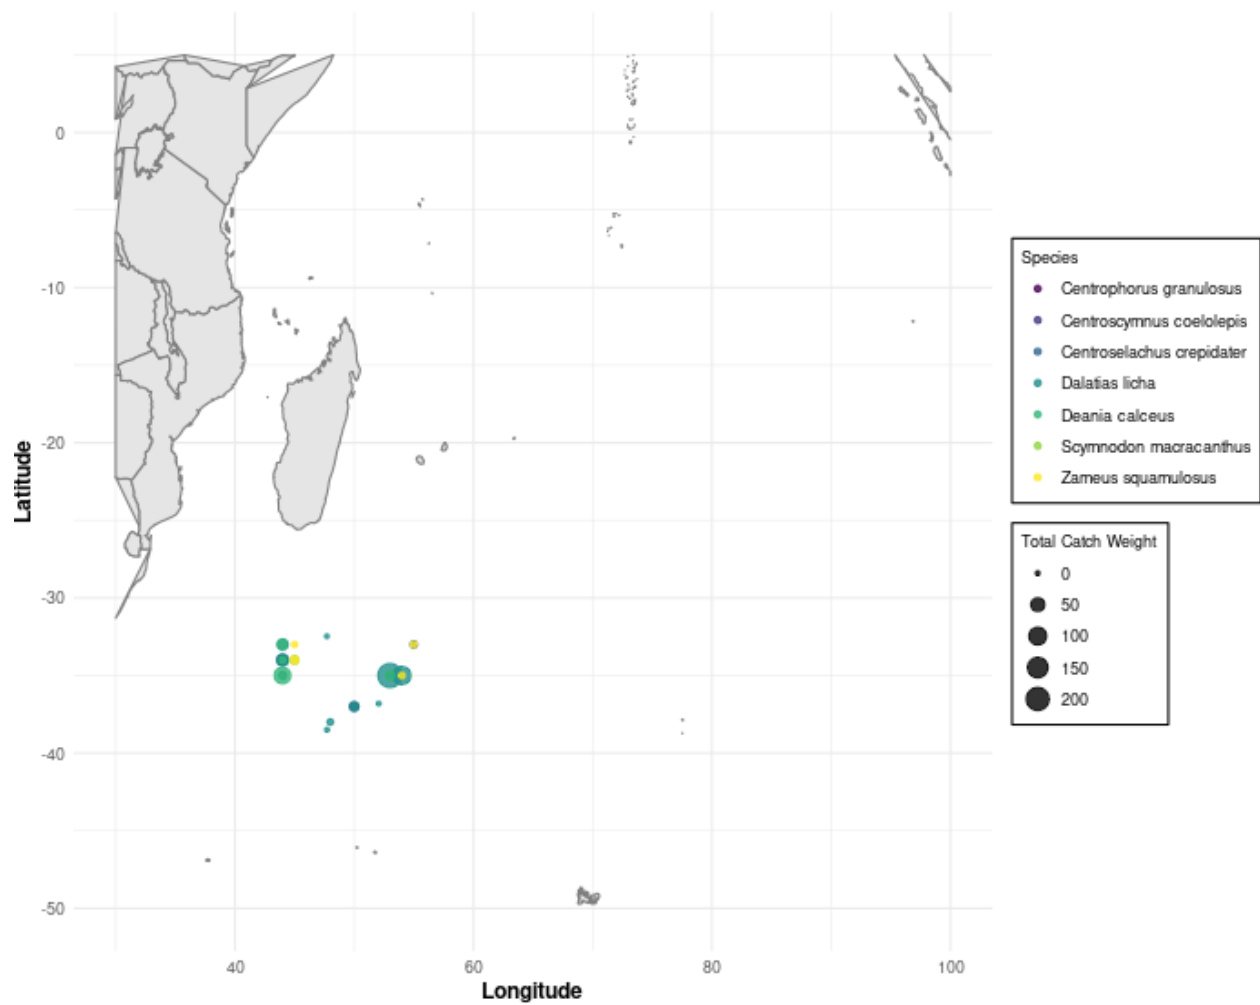 0
-10
-20
-30
-40
-50
Latitude
40
60
80
100
Longitude
Species
Centrophorus granulosus
Centroscymnus coelolepis
Centroselachus crepidater
Dalatias licha
Deania calceus
Scymnodon macracanthus
Zameus squamulosus
Total Catch Weight
0
50
100
150
200